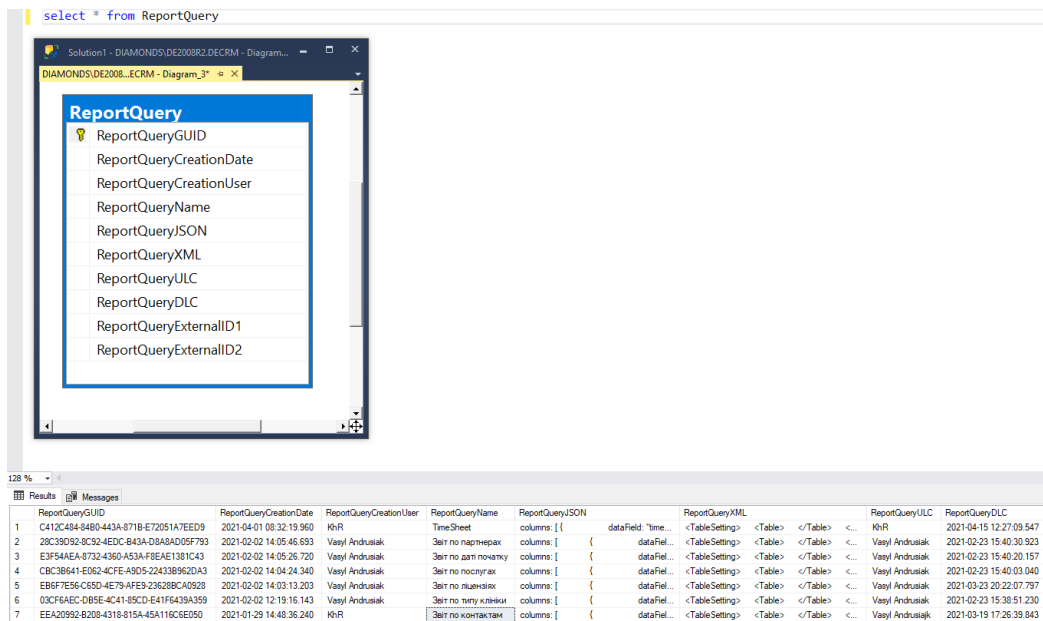 select * from ReportQuery
Solution1 - DIAMONDS\DE2008R2.DECRM - Diagram...
DIAMONDS\DE2008...ECRM - Diagram_3*
ReportQuery
ReportQueryGUID
ReportQueryCreationDate
ReportQueryCreationUser
ReportQueryName
ReportQueryJSON
ReportQueryXML
ReportQueryULC
ReportQueryDLC
ReportQueryExternalID1
ReportQueryExternalID2
128 %
Results Messages
ReportQueryGUID ReportQueryCreationDate ReportQueryCreationUser ReportQueryName ReportQueryJSON ReportQueryXML ReportQueryULC ReportQueryDLC
1 C412C484-84B0-443A-871B-E72051A7EED9 2021-04-01 08:32:19.960 KhR TimeSheet columns: [ { dataField: "time... <TableSetting> <Table> </Table> <... KhR 2021-04-15 12:27:09.547
2 28C39D92-8C92-4EDC-B43A-D8A8AD05F793 2021-02-02 14:05:46.693 Vasyl Andrusiak Звіт по партнерах columns: [ { dataFiel... <TableSetting> <Table> </Table> <... Vasyl Andrusiak 2021-02-23 15:40:30.923
3 E3F54AEA-8732-4360-A53A-F8EAE1381C43 2021-02-02 14:05:26.720 Vasyl Andrusiak Звіт по даті початку columns: [ { dataFiel... <TableSetting> <Table> </Table> <... Vasyl Andrusiak 2021-02-23 15:40:20.157
4 CBC3B641-E062-4CFE-A9D5-22433B962DA3 2021-02-02 14:04:24.340 Vasyl Andrusiak Звіт по послугах columns: [ { dataFiel... <TableSetting> <Table> </Table> <... Vasyl Andrusiak 2021-02-23 15:40:03.040
5 EB6F7E56-C65D-4E79-AFE9-23628BCA0928 2021-02-02 14:03:13.203 Vasyl Andrusiak Звіт по ліцензіях columns: [ { dataFiel... <TableSetting> <Table> </Table> <... Vasyl Andrusiak 2021-03-23 20:22:07.797
6 03CF6AEC-DB5E-4C41-85CD-E41F6439A359 2021-02-02 12:19:16.143 Vasyl Andrusiak Звіт по типу клініки columns: [ { dataFiel... <TableSetting> <Table> </Table> <... Vasyl Andrusiak 2021-02-23 15:38:51.230
7 EEA20992-B208-4318-815A-45A116C6E050 2021-01-29 14:48:36.240 KhR Звіт по контактам columns: [ { dataFiel... <TableSetting> <Table> </Table> <... Vasyl Andrusiajk 2021-03-19 17:26:39.843